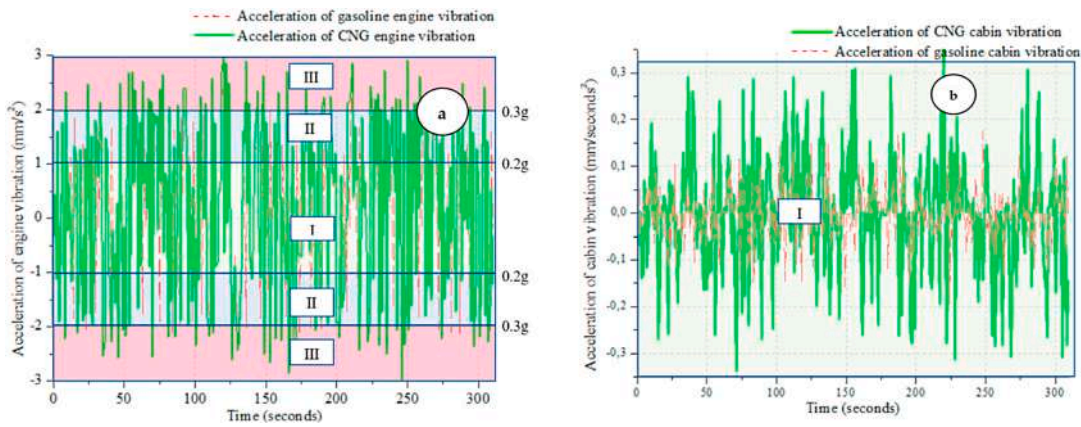 Acceleration of gasoline engine vibration
Acceleration of CNG engine vibration
Acceleration of engine vibration (mm/s²)
3
2
1
0
-1
-2
-3
III
II
I
II
III
a
0.3g
0.2g
0.2g
0.3g
0
50
100
150
200
250
300
Time (seconds)
Acceleration of CNG cabin vibration
Acceleration of gasoline cabin vibration
Acceleration of cabin vibration (mm/seconds²)
0,3
0,2
0,1
0,0
-0,1
-0,2
-0,3
b
I
0
50
100
150
200
250
300
Time (seconds)